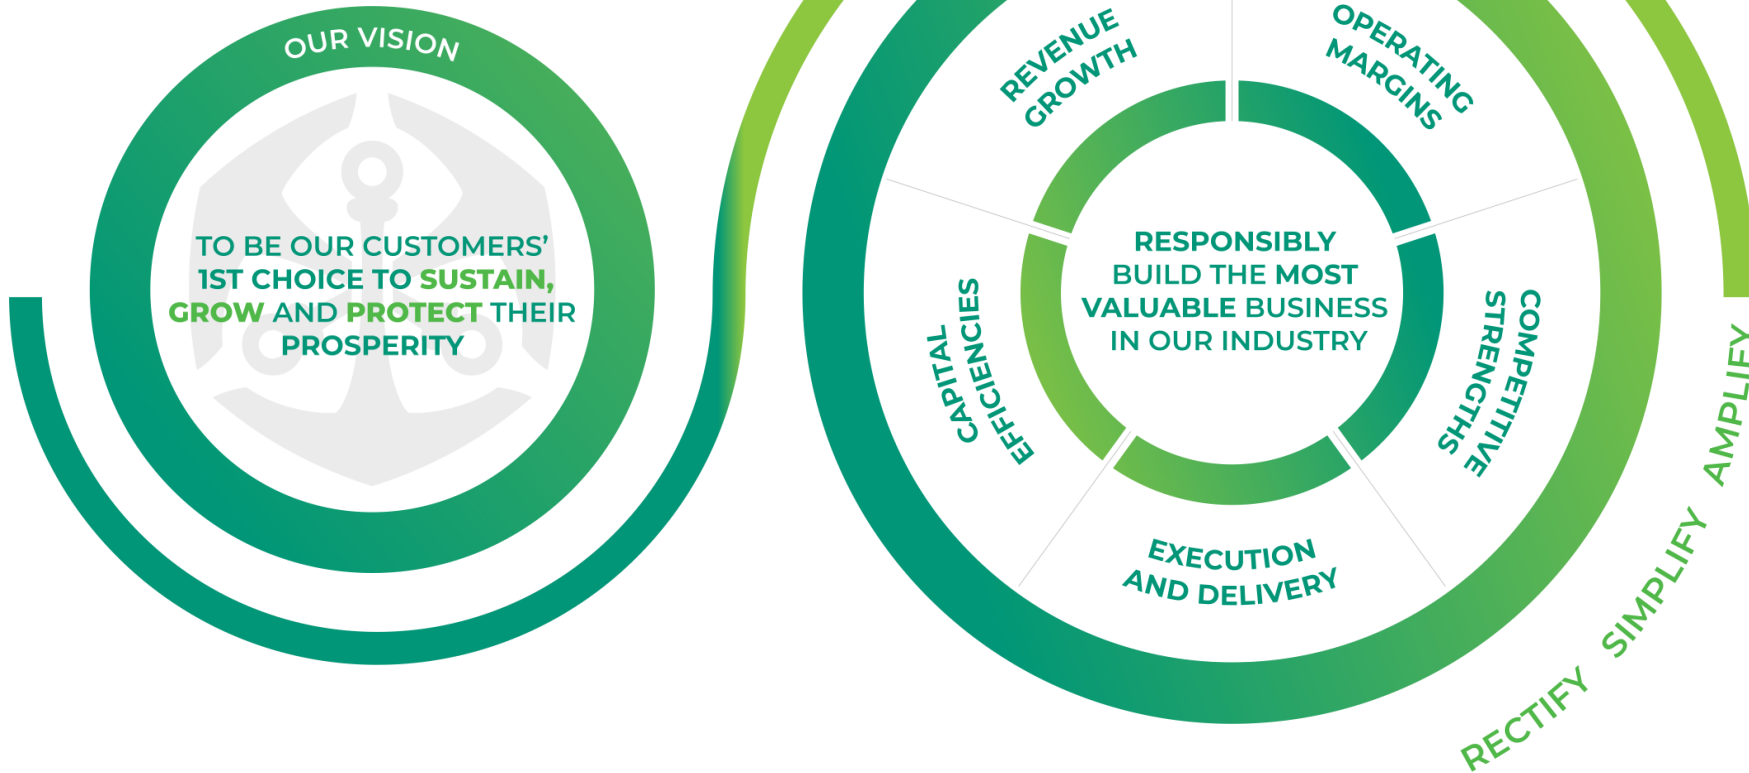 OUR VISION
TO BE OUR CUSTOMERS’
1ST CHOICE TO SUSTAIN,
GROW AND PROTECT THEIR
PROSPERITY
REVENUE
GROWTH
OPERATING
MARGINS
COMPETITIVE
STRENGTHS
EXECUTION
AND DELIVERY
CAPITAL
EFFICIENCIES
RESPONSIBLY
BUILD THE MOST
VALUABLE BUSINESS
IN OUR INDUSTRY
RECTIFY SIMPLIFY AMPLIFY